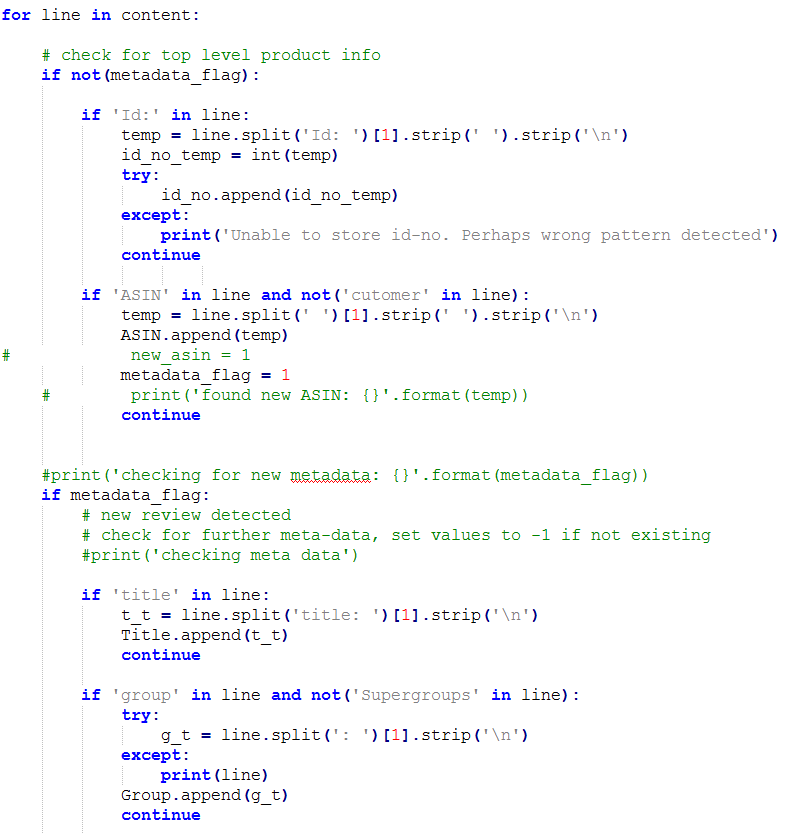 for line in content:
    # check for top level product info
    if not(metadata_flag):
        if 'Id:' in line:
            temp = line.split('Id: ')[1].strip(' ').strip('\n')
            id_no_temp = int(temp)
            try:
                id_no.append(id_no_temp)
            except:
                print('Unable to store id-no. Perhaps wrong pattern detected')
            continue
        if 'ASIN' in line and not('cutomer' in line):
            temp = line.split(' ')[1].strip(' ').strip('\n')
            ASIN.append(temp)
#            new_asin = 1
            metadata_flag = 1
    #        print('found new ASIN: {}'.format(temp))
            continue
    #print('checking for new metadata: {}'.format(metadata_flag))
    if metadata_flag:
        # new review detected
        # check for further meta-data, set values to -1 if not existing
        #print('checking meta data')
        if 'title' in line:
            t_t = line.split('title: ')[1].strip('\n')
            Title.append(t_t)
            continue
        if 'group' in line and not('Supergroups' in line):
            try:
                g_t = line.split(': ')[1].strip('\n')
            except:
                print(line)
            Group.append(g_t)
            continue